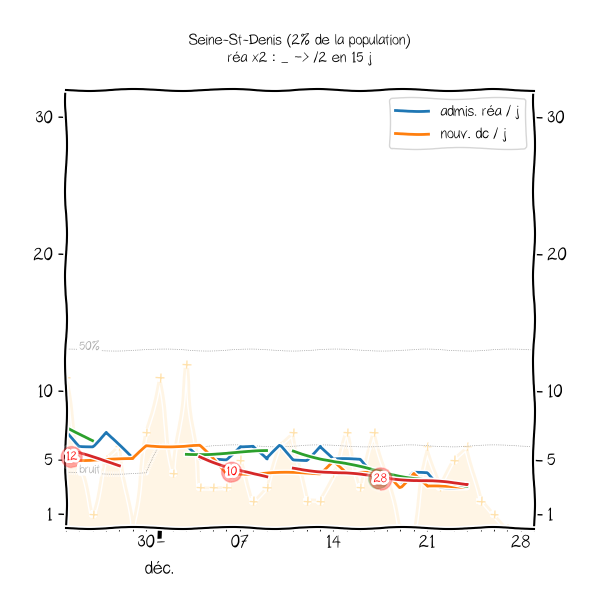 Seine-St-Denis (2% de la population)
réa x2 : _ -> /2 en 15 j
admis. réa / j
nouv. dc / j
30 30
20 20
50%
10 10
5 5
12
10
28
bruit
1 1
30 07 14 21 28
déc.